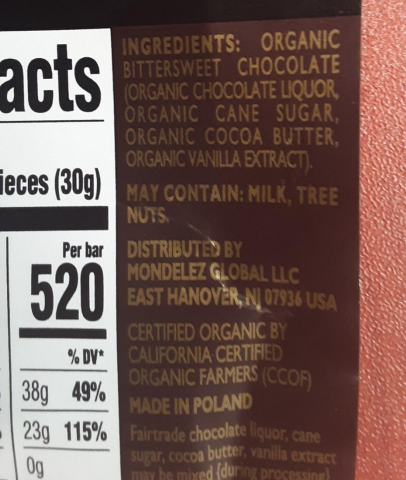 acts
ieces (30g)
Per bar
520
% DV*
38g 49%
23g 115%
0g
INGREDIENTS: ORGANIC
BITTERSWEET CHOCOLATE
(ORGANIC CHOCOLATE LIQUOR,
ORGANIC CANE SUGAR,
ORGANIC COCOA BUTTER,
ORGANIC VANILLA EXTRACT).
MAY CONTAIN: MILK, TREE
NUTS.
DISTRIBUTED BY
MONDELEZ GLOBAL LLC
EAST HANOVER, NJ 07936 USA
CERTIFIED ORGANIC BY
CALIFORNIA CERTIFIED
ORGANIC FARMERS (CCOF)
MADE IN POLAND
Fairtrade chocolate liquor, cane
sugar, cocoa butter, vanilla extract
may be mixed (during processing)